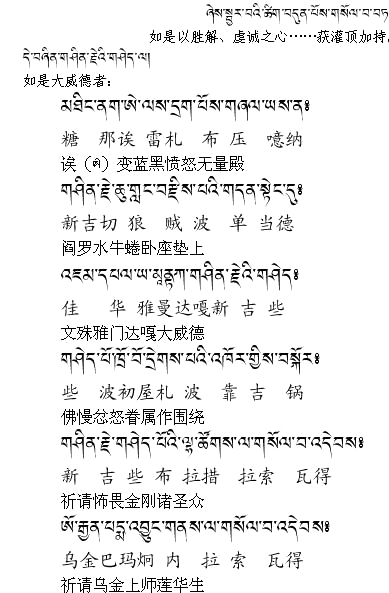 ཞེས་སྦྱར་བའི་ཚིག་བདུན་པོས་གསོལ་བ་བཏ
如是以胜解、虔诚之心……获灌顶加持.
དེ་བཞིན་གཤིན་རྗེའི་གཤེད་ལ།
如是大威德者：
མཐིང་ནག་ཨེ་ལས་དྲག་པོས་གཞལ་ཡས་ན༔
糖 那诶 雷札 布 压 噫纳
诶（ཨེ）变蓝黑愤怒无量殿
གཤིན་རྗེ་ཆུ་གླང་བརྫིས་པའི་གདན་སྟེང་དུ༔
新吉切 狼 贼 波 单 当德
阎罗水牛蜷卧座垫上
འཇམ་དཔལ་ཡ་མཱནྟཀ་གཤིན་རྗེའི་གཤེད༔
佳 华 雅曼达嘎新 吉 些
文殊雅门达嘎大威德
གཤེད་པོ་ཁྲོ་བོ་དྲེགས་པའི་འཁོར་གྱིས་བསྐོར༔
些 波初屋札 波 靠 吉 锅
佛慢忿怒眷属作围绕
གཤིན་རྗེ་གཤེད་པོའི་ལྷ་ཚོགས་ལ་གསོལ་བ་འདེབས༔
新 吉 些 布 拉措 拉索 瓦得
祈请怖畏金刚诸圣众
ཨོ་རྒྱན་པདྨ་འབྱུང་གནས་ལ་གསོལ་བ་འདེབས༔
乌金巴玛炯 内 拉 索 瓦得
祈请乌金上师莲华生